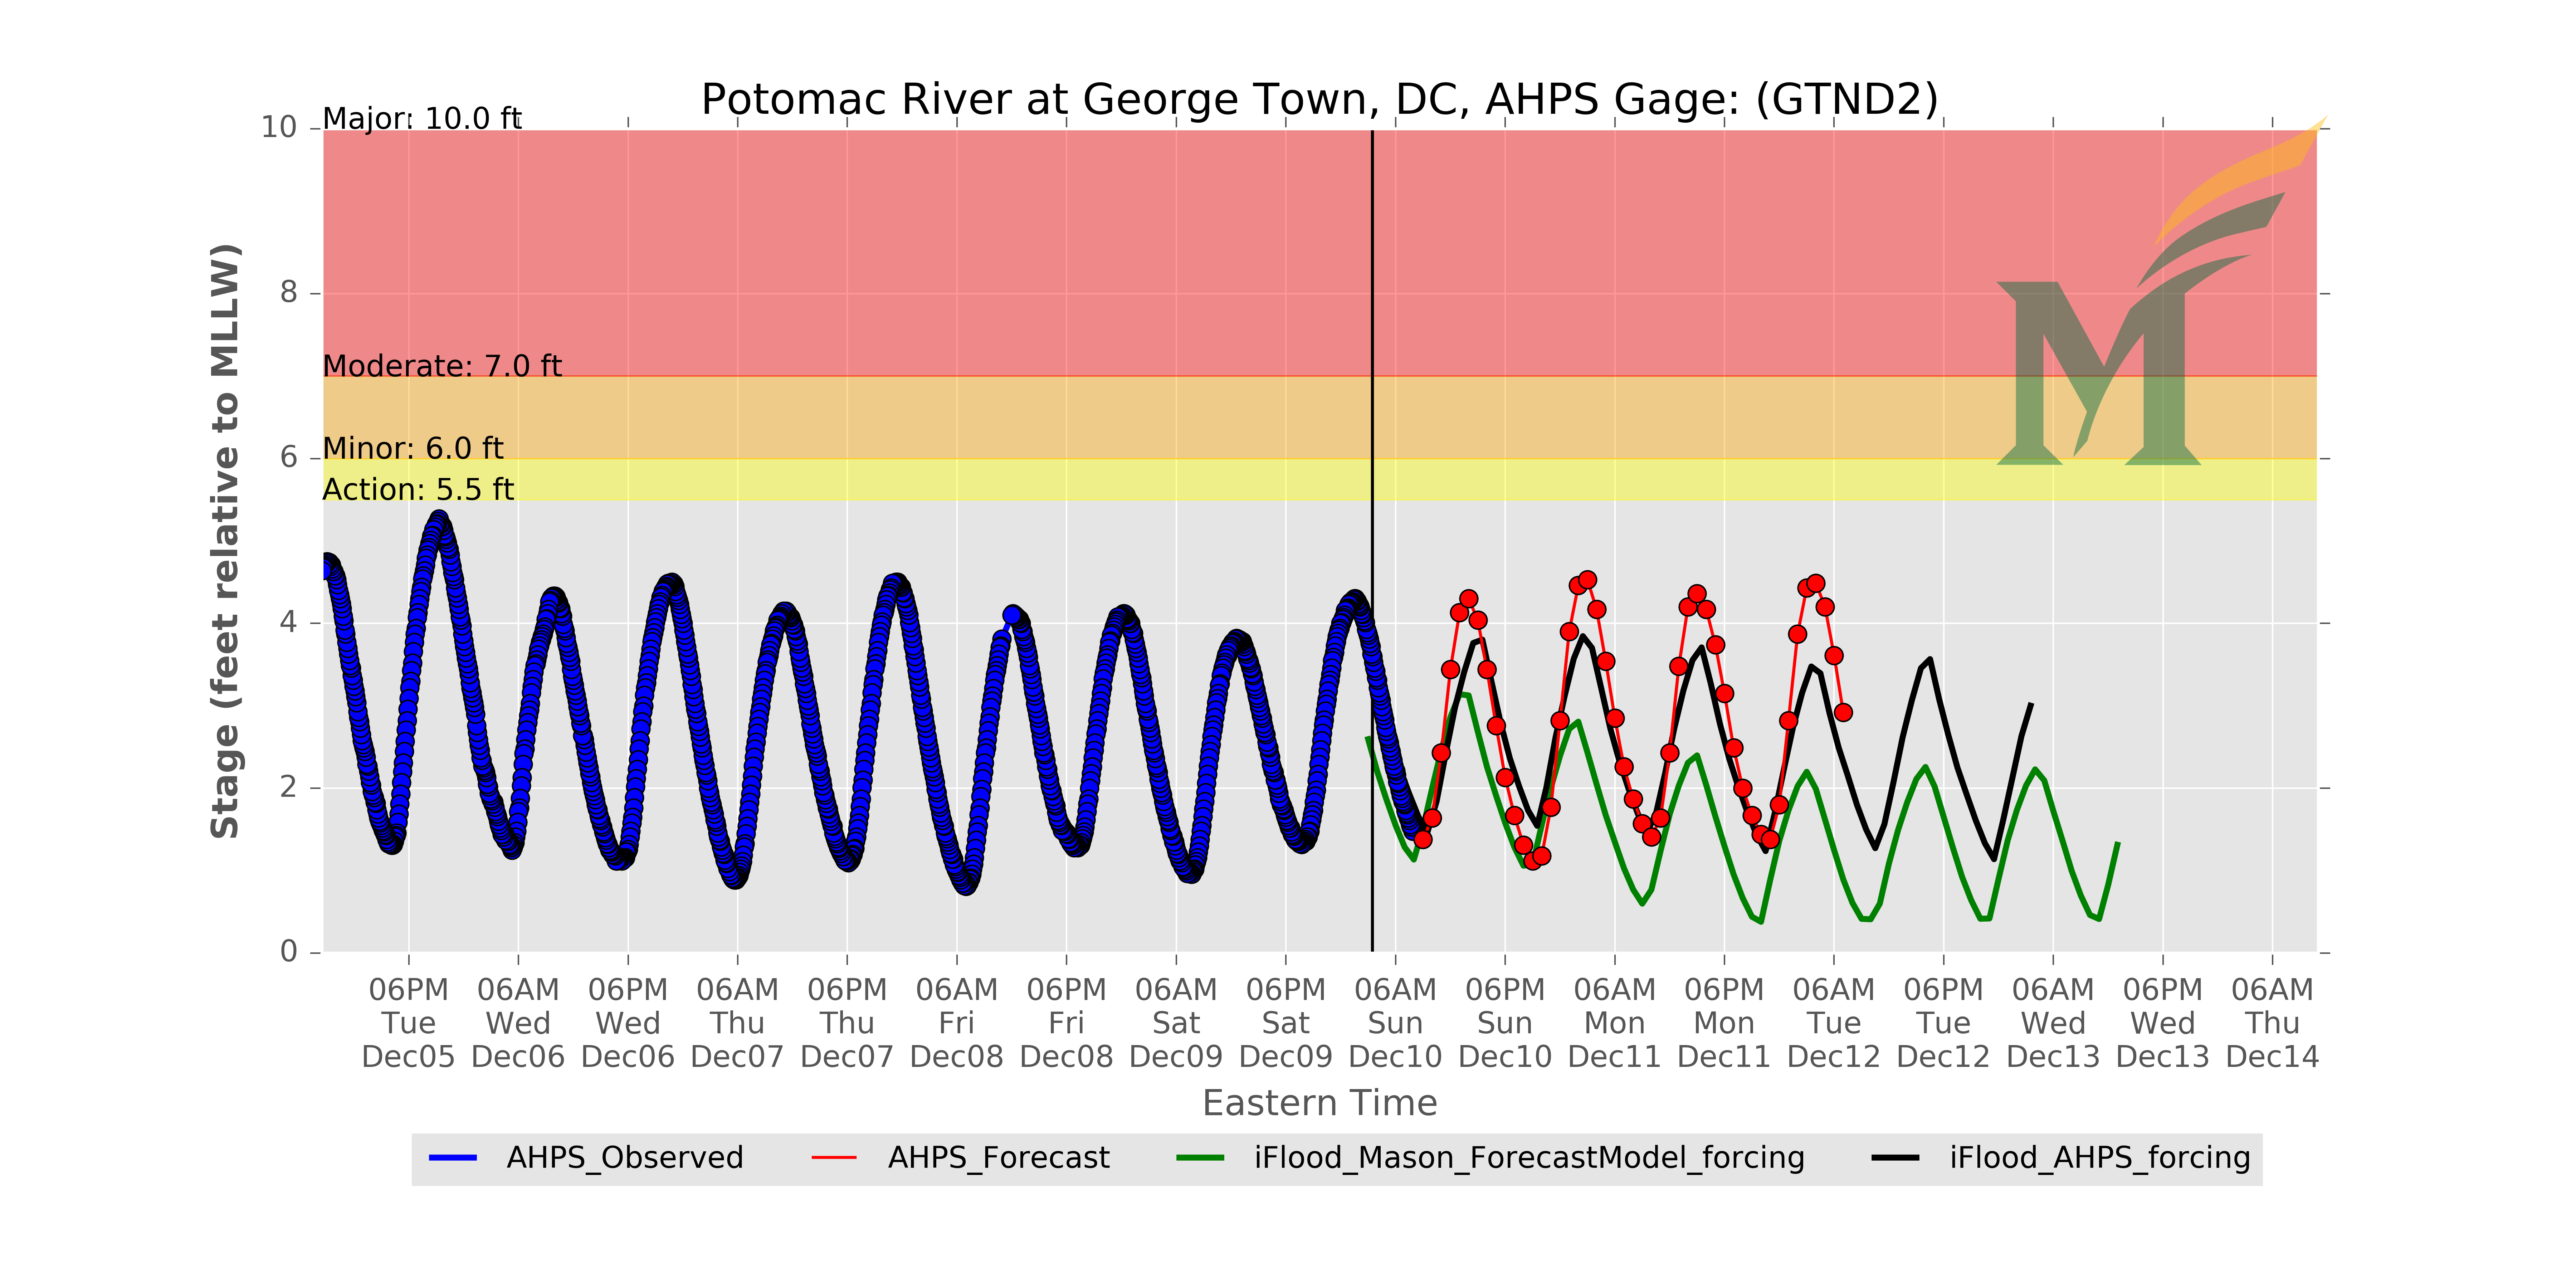 Potomac River at George Town, DC, AHPS Gage: (GTND2)
Major: 10.0 ft
Moderate: 7.0 ft
Minor: 6.0 ft
Action: 5.5 ft
10
8
6
4
2
0
Stage (feet relative to MLLW)
06PM 06AM 06PM 06AM 06PM 06AM 06PM 06AM 06PM 06AM 06PM 06AM 06PM 06AM 06PM 06AM 06PM 06AM
Tue Wed Wed Thu Thu Fri Fri Sat Sat Sun Sun Mon Mon Tue Tue Wed Wed Thu
Dec05 Dec06 Dec06 Dec07 Dec07 Dec08 Dec08 Dec09 Dec09 Dec10 Dec10 Dec11 Dec11 Dec12 Dec12 Dec13 Dec13 Dec14
Eastern Time
AHPS_Observed AHPS_Forecast iFlood_Mason_ForecastModel_forcing iFlood_AHPS_forcing
M